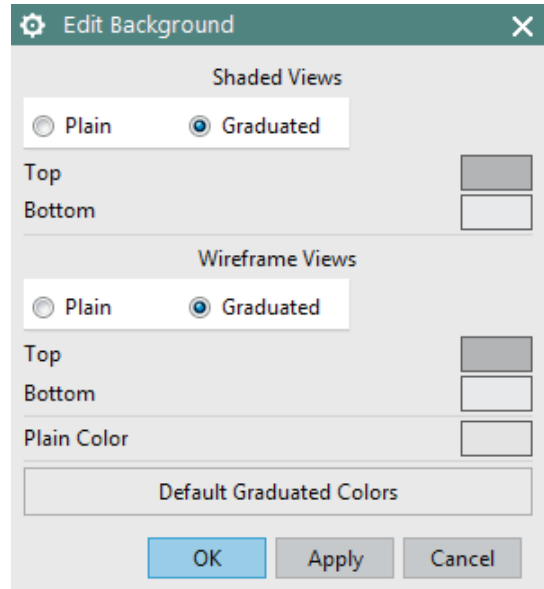 Edit Background
Shaded Views
Plain Graduated
Top
Bottom
Wireframe Views
Plain Graduated
Top
Bottom
Plain Color
Default Graduated Colors
OK Apply Cancel